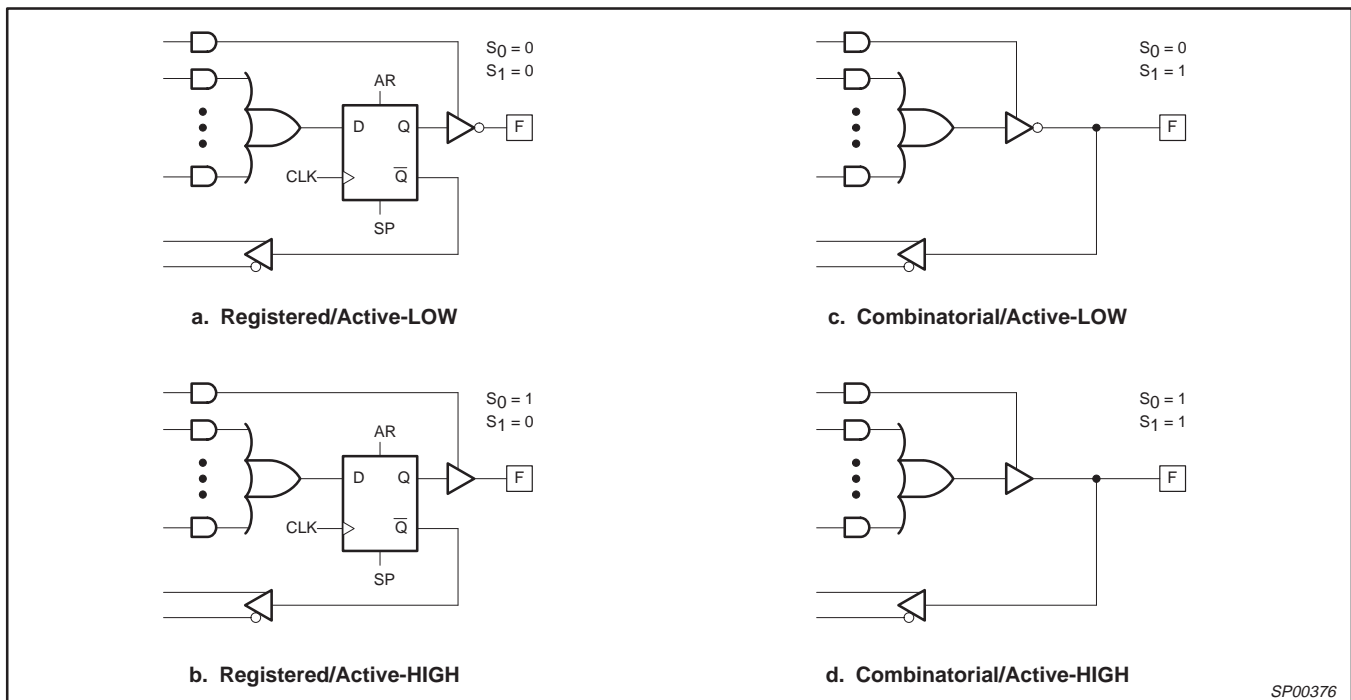 S0 = 0
S1 = 0
AR
D Q
F
CLK
Q̅
SP
a. Registered/Active-LOW
S0 = 0
S1 = 1
F
c. Combinatorial/Active-LOW
S0 = 1
S1 = 0
AR
D Q
F
CLK
Q̅
SP
b. Registered/Active-HIGH
S0 = 1
S1 = 1
F
d. Combinatorial/Active-HIGH
SP00376